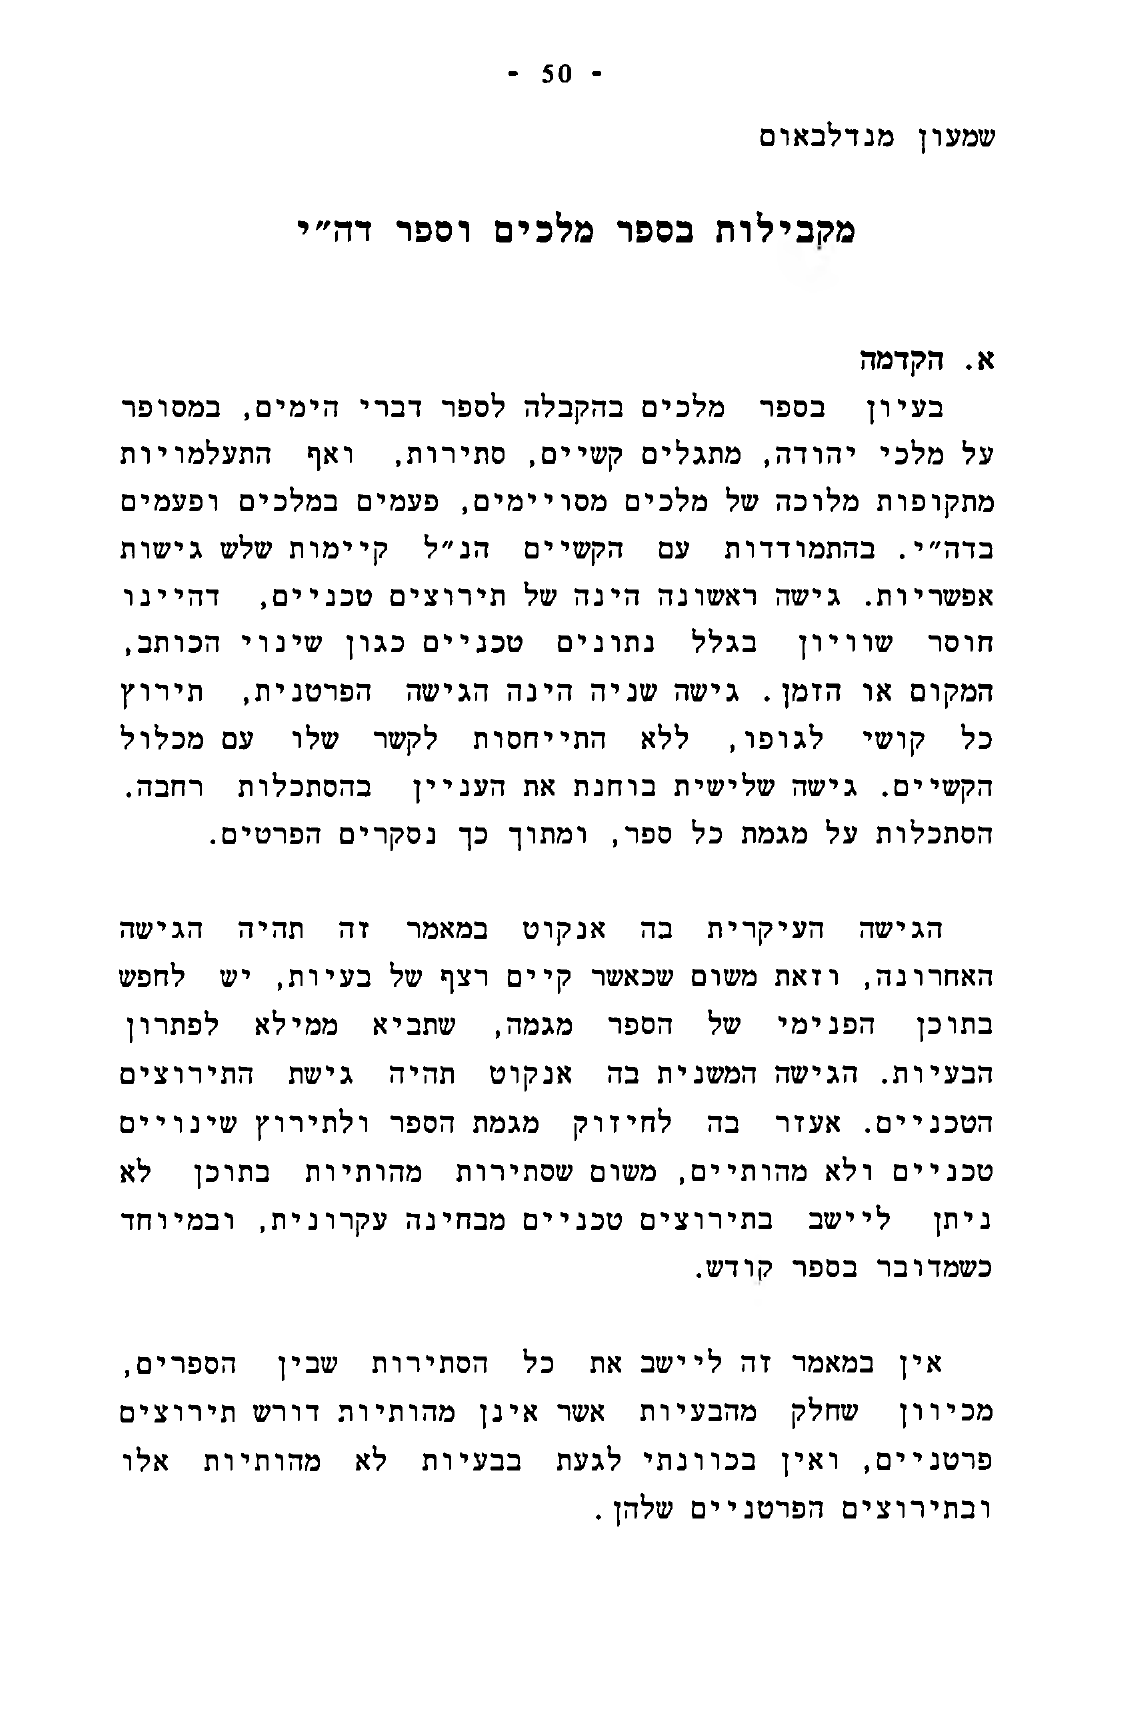 - 50 -
שמעון מנדלבאום
מקבילות בספר מלכים וספר דה"י
א. הקדמה
בעיון בספר מלכים בהקבלה לספר דברי הימים, במסופר
על מלכי יהודה, מתגלים קשיים, סתירות, ואף התעלמויות
מתקופות מלוכה של מלכים מסויימים, פעמים במלכים ופעמים
בדה"י. בהתמודדות עם הקשיים הנ"ל קיימות שלש גישות
אפשריות. גישה ראשונה הינה של תירוצים טכניים, דהיינו
חוסר שוויון בגלל נתונים טכניים כגון שינוי הכותב,
המקום או הזמן. גישה שניה הינה הגישה הפרטנית, תירוץ
כל קושי לגופו, ללא התייחסות לקשר שלו עם מכלול
הקשיים. גישה שלישית בוחנת את העניין בהסתכלות רחבה.
הסתכלות על מגמת כל ספר, ומתוך כך נסקרים הפרטים.
הגישה העיקרית בה אנקוט במאמר זה תהיה הגישה
האחרונה, וזאת משום שכאשר קיים רצף של בעיות, יש לחפש
בתוכן הפנימי של הספר מגמה, שתביא ממילא לפתרון
הבעיות. הגישה המשנית בה אנקוט תהיה גישת התירוצים
הטכניים. אעזר בה לחיזוק מגמת הספר ולתירוץ שינויים
טכניים ולא מהותיים, משום שסתירות מהותיות בתוכן לא
ניתן ליישב בתירוצים טכניים מבחינה עקרונית, ובמיוחד
כשמדובר בספר קודש.
אין במאמר זה ליישב את כל הסתירות שבין הספרים,
מכיוון שחלק מהבעיות אשר אינן מהותיות דורש תירוצים
פרטניים, ואין בכוונתי לגעת בבעיות לא מהותיות אלו
ובתירוצים הפרטניים שלהן.